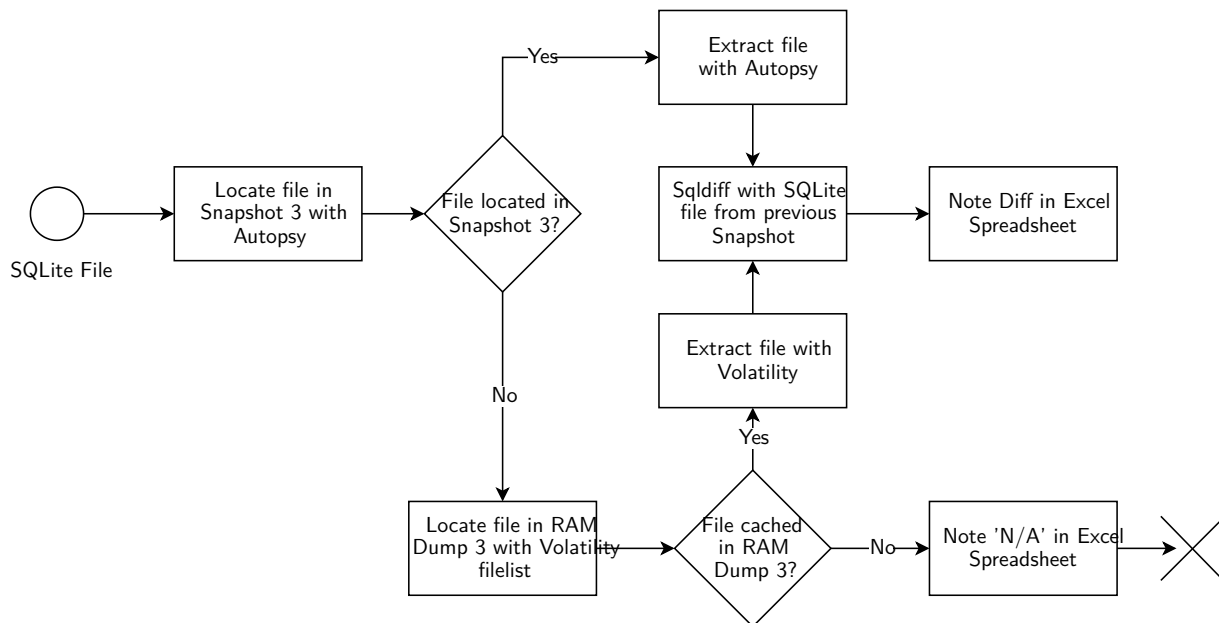 Yes
Extract file
with Autopsy
SQLite File
Locate file in
Snapshot 3 with
Autopsy
File located in
Snapshot 3?
Sqldiff with SQLite
file from previous
Snapshot
Note Diff in Excel
Spreadsheet
No
Extract file with
Volatility
Yes
Locate file in RAM
Dump 3 with Volatility
filelist
File cached
in RAM
Dump 3?
No
Note 'N/A' in Excel
Spreadsheet